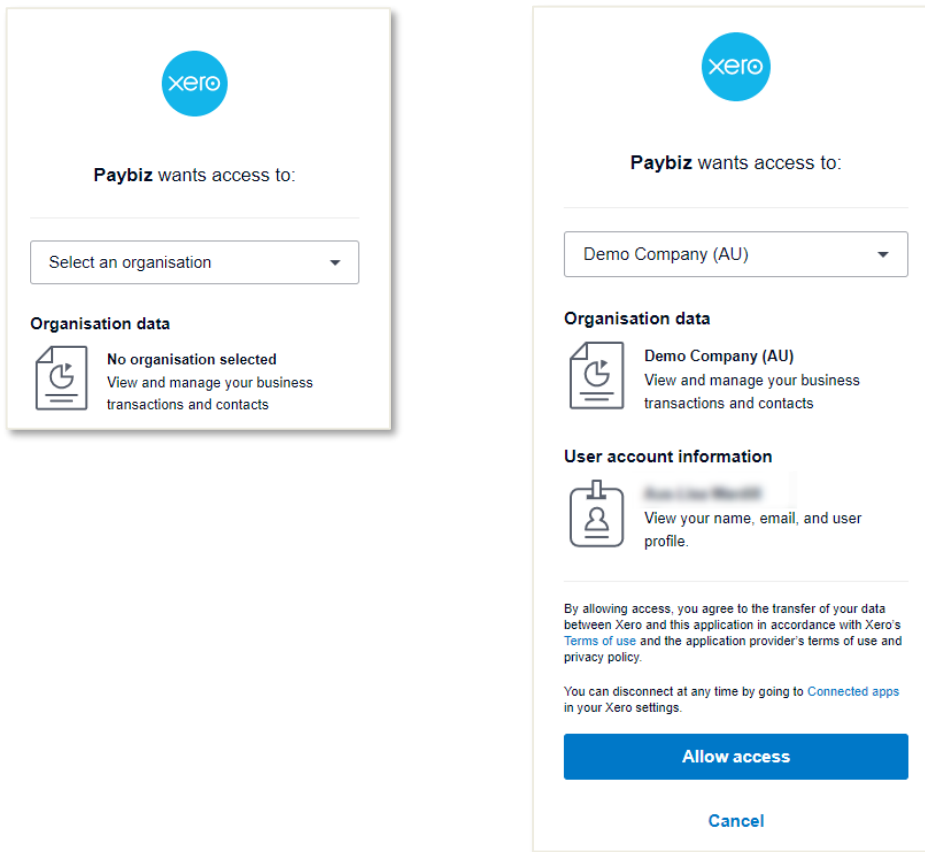 xero
Paybiz wants access to:
Select an organisation
Organisation data
No organisation selected
View and manage your business
transactions and contacts
xero
Paybiz wants access to:
Demo Company (AU)
Organisation data
Demo Company (AU)
View and manage your business
transactions and contacts
User account information
View your name, email, and user
profile.
By allowing access, you agree to the transfer of your data
between Xero and this application in accordance with Xero's
Terms of use and the application provider's terms of use and
privacy policy.
You can disconnect at any time by going to Connected apps
in your Xero settings.
Allow access
Cancel